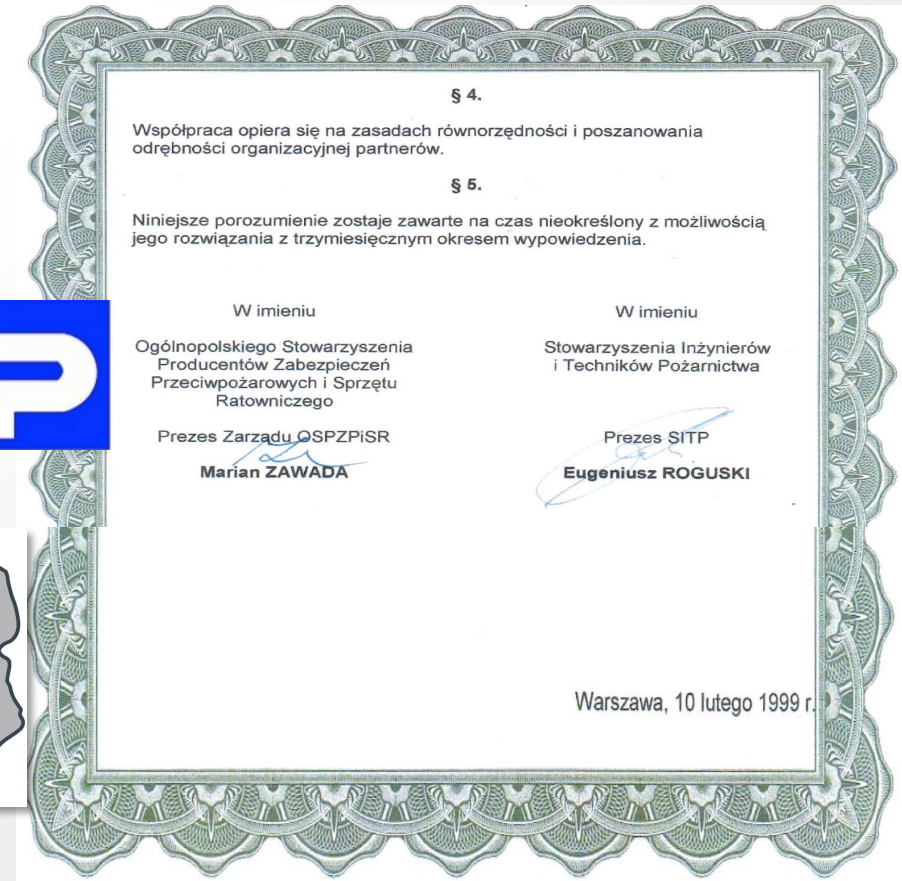 § 4.
Współpraca opiera się na zasadach równorzędności i poszanowania
odrębności organizacyjnej partnerów.
§ 5.
Niniejsze porozumienie zostaje zawarte na czas nieokreślony z możliwością
jego rozwiązania z trzymiesięcznym okresem wypowiedzenia.
W imieniu
Ogólnopolskiego Stowarzyszenia
Producentów Zabezpieczeń
Przeciwpożarowych i Sprzętu
Ratowniczego
Prezes Zarządu OSPZPiSR
Marian ZAWADA
W imieniu
Stowarzyszenia Inżynierów
i Techników Pożarnictwa
Prezes SITP
Eugeniusz ROGUSKI
Warszawa, 10 lutego 1999 r.
P